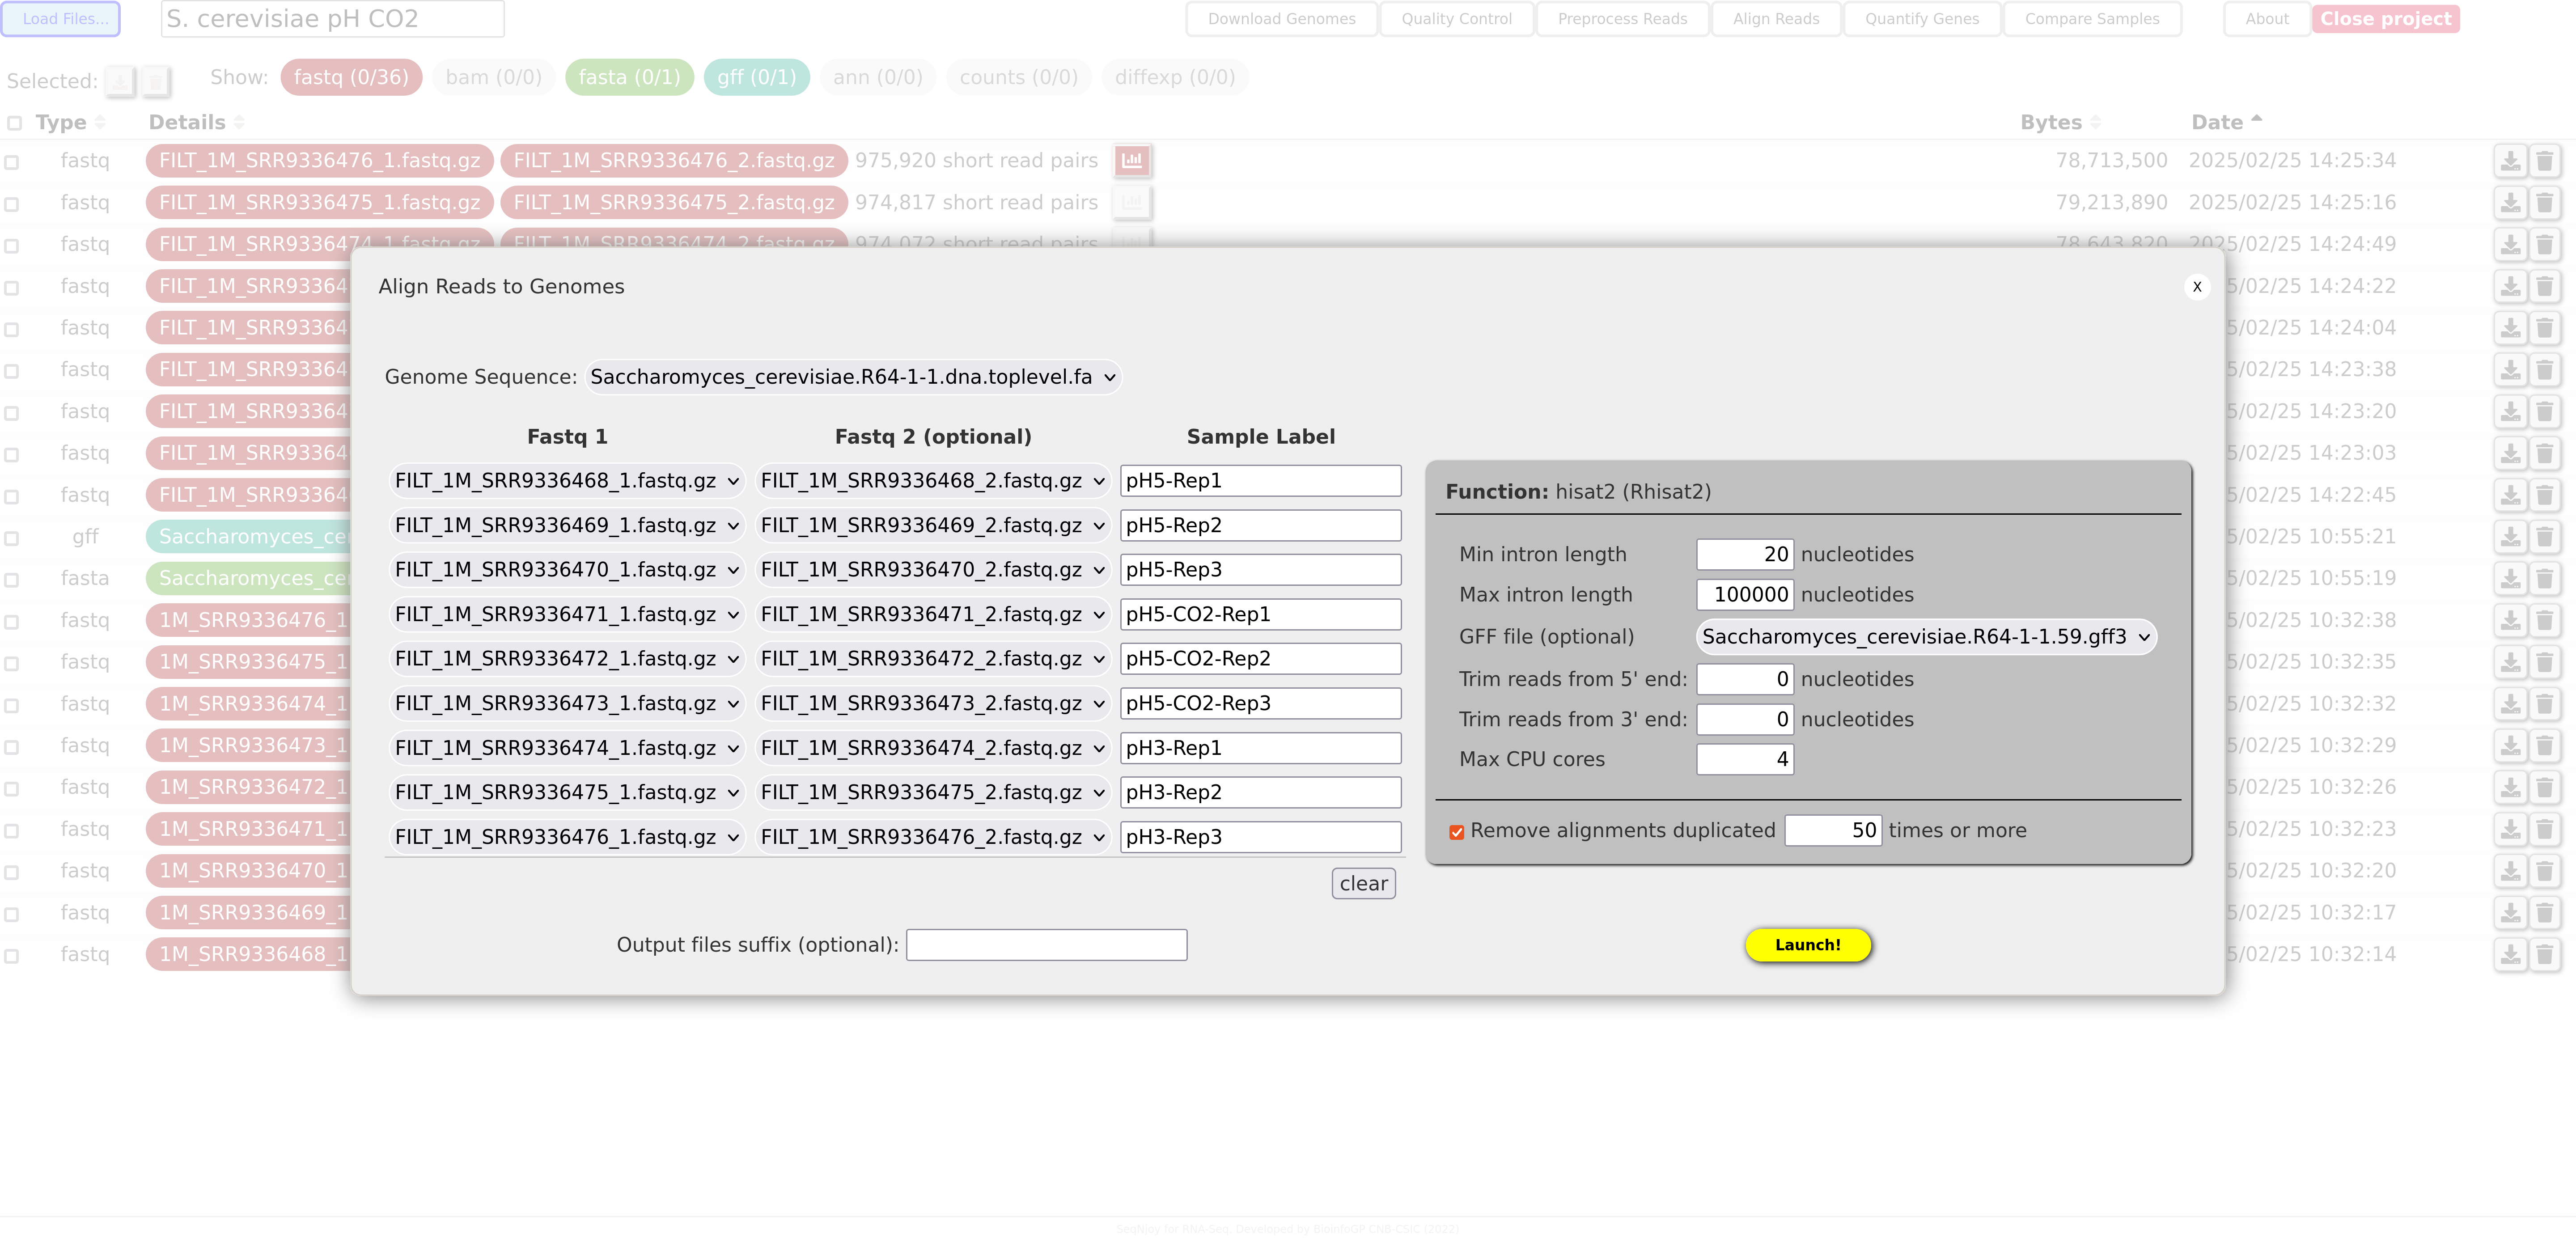 Load Files... S. cerevisiae pH CO2 Download Genomes Quality Control Preprocess Reads Align Reads Quantify Genes Compare Samples About Close project
Selected: Show: fastq (0/36) bam (0/0) fasta (0/1) gff (0/1) ann (0/0) counts (0/0) diffexp (0/0)
Type Details Bytes Date
fastq FILT_1M_SRR9336476_1.fastq.gz FILT_1M_SRR9336476_2.fastq.gz 975,920 short read pairs 78,713,500 2025/02/25 14:25:34
fastq FILT_1M_SRR9336475_1.fastq.gz FILT_1M_SRR9336475_2.fastq.gz 974,817 short read pairs 79,213,890 2025/02/25 14:25:16
fastq FILT_1M_SRR9336474_1.fastq.gz FILT_1M_SRR9336474_2.fastq.gz 974,072 short read pairs 78,643,820 2025/02/25 14:24:49
fastq FILT_1M_SRR93364 5/02/25 14:24:22
fastq FILT_1M_SRR93364 5/02/25 14:24:04
fastq FILT_1M_SRR93364 5/02/25 14:23:38
fastq FILT_1M_SRR93364 5/02/25 14:23:20
fastq FILT_1M_SRR93364 5/02/25 14:23:03
fastq FILT_1M_SRR93364 5/02/25 14:22:45
gff Saccharomyces_cer 5/02/25 10:55:21
fasta Saccharomyces_cer 5/02/25 10:55:19
fastq 1M_SRR9336476_1 5/02/25 10:32:38
fastq 1M_SRR9336475_1 5/02/25 10:32:35
fastq 1M_SRR9336474_1 5/02/25 10:32:32
fastq 1M_SRR9336473_1 5/02/25 10:32:29
fastq 1M_SRR9336472_1 5/02/25 10:32:26
fastq 1M_SRR9336471_1 5/02/25 10:32:23
fastq 1M_SRR9336470_1 5/02/25 10:32:20
fastq 1M_SRR9336469_1 5/02/25 10:32:17
fastq 1M_SRR9336468_1 5/02/25 10:32:14
Align Reads to Genomes X
Genome Sequence: Saccharomyces_cerevisiae.R64-1-1.dna.toplevel.fa
Fastq 1 Fastq 2 (optional) Sample Label
FILT_1M_SRR9336468_1.fastq.gz FILT_1M_SRR9336468_2.fastq.gz pH5-Rep1
FILT_1M_SRR9336469_1.fastq.gz FILT_1M_SRR9336469_2.fastq.gz pH5-Rep2
FILT_1M_SRR9336470_1.fastq.gz FILT_1M_SRR9336470_2.fastq.gz pH5-Rep3
FILT_1M_SRR9336471_1.fastq.gz FILT_1M_SRR9336471_2.fastq.gz pH5-CO2-Rep1
FILT_1M_SRR9336472_1.fastq.gz FILT_1M_SRR9336472_2.fastq.gz pH5-CO2-Rep2
FILT_1M_SRR9336473_1.fastq.gz FILT_1M_SRR9336473_2.fastq.gz pH5-CO2-Rep3
FILT_1M_SRR9336474_1.fastq.gz FILT_1M_SRR9336474_2.fastq.gz pH3-Rep1
FILT_1M_SRR9336475_1.fastq.gz FILT_1M_SRR9336475_2.fastq.gz pH3-Rep2
FILT_1M_SRR9336476_1.fastq.gz FILT_1M_SRR9336476_2.fastq.gz pH3-Rep3
clear
Function: hisat2 (Rhisat2)
Min intron length 20 nucleotides
Max intron length 100000 nucleotides
GFF file (optional) Saccharomyces_cerevisiae.R64-1-1.59.gff3
Trim reads from 5' end: 0 nucleotides
Trim reads from 3' end: 0 nucleotides
Max CPU cores 4
Remove alignments duplicated 50 times or more
Output files suffix (optional): Launch!
SeqNjoy for RNA-Seq. Developed by BioinfoGP CNB-CSIC (2022)